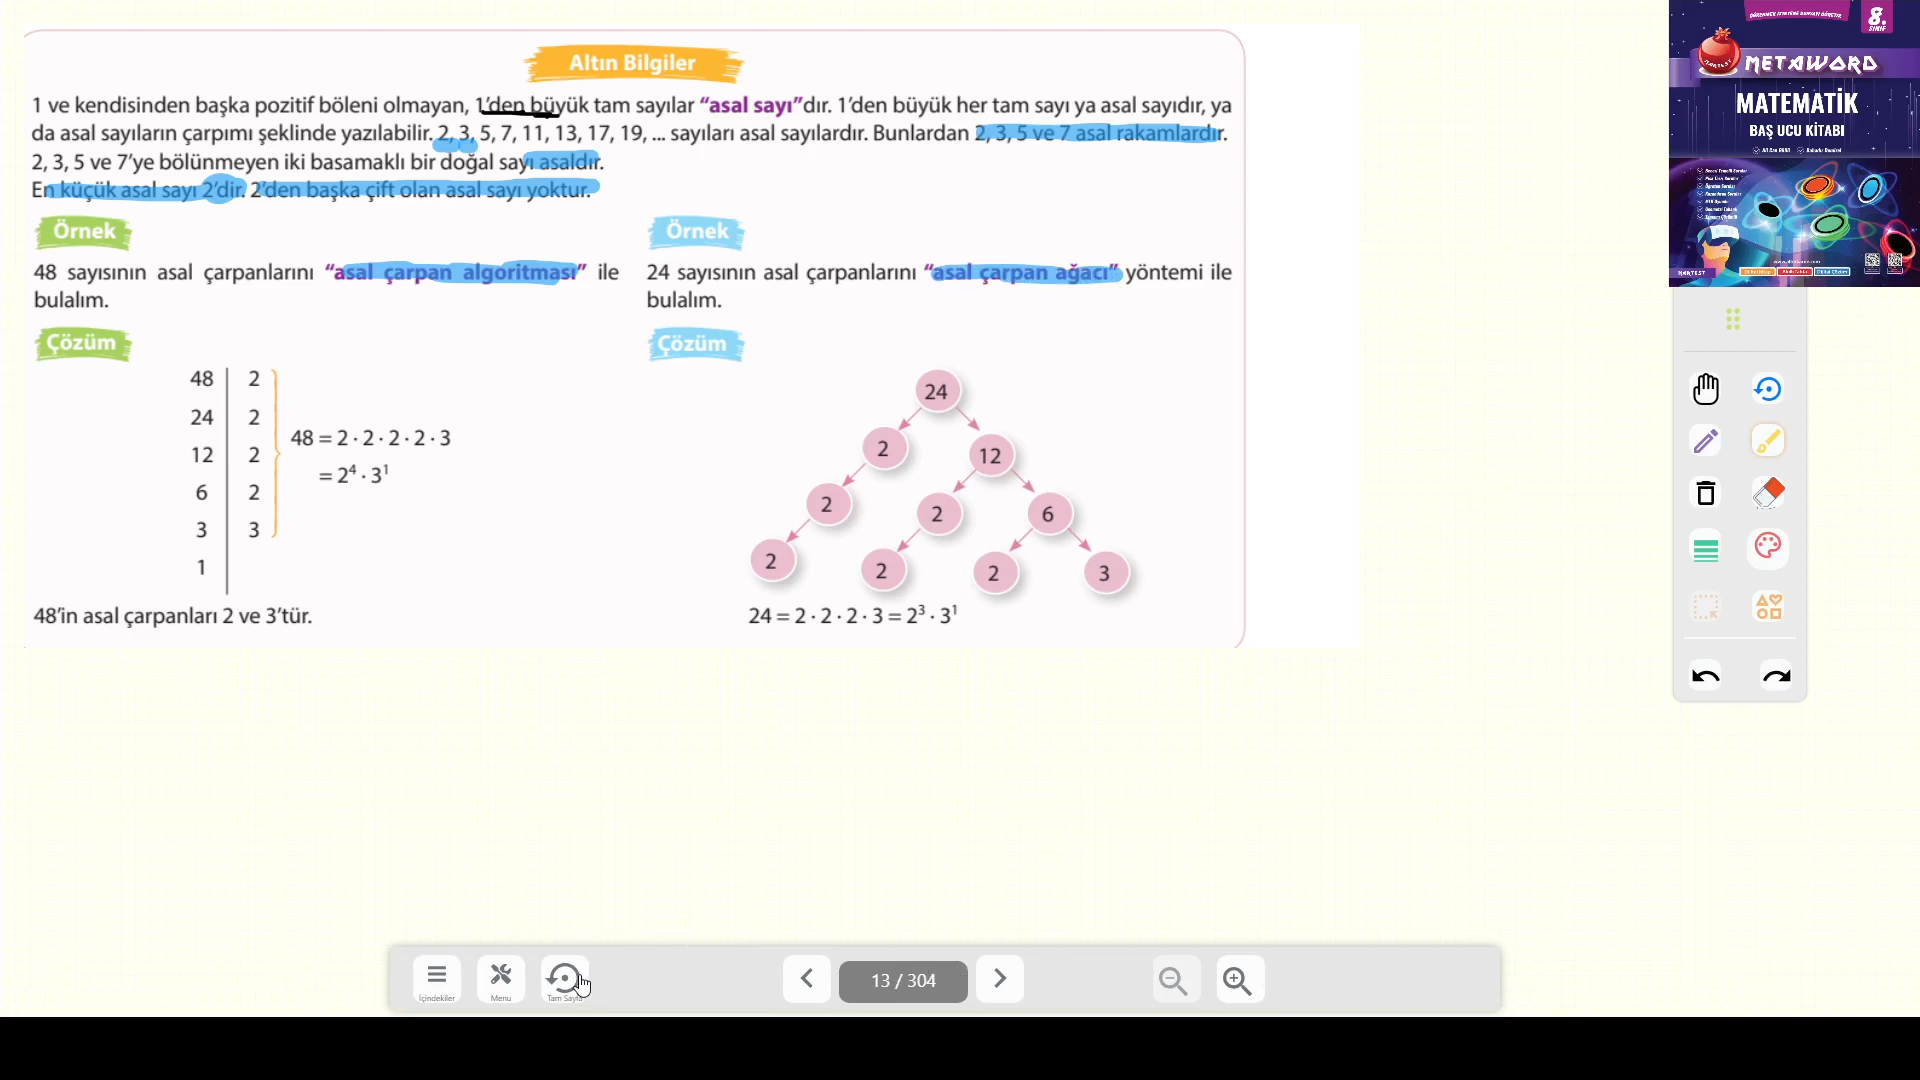 Altın Bilgiler
1 ve kendisinden başka pozitif böleni olmayan, 1'den büyük tam sayılar "asal sayı"dır. 1'den büyük her tam sayı ya asal sayıdır, ya
da asal sayıların çarpımı şeklinde yazılabilir. 2, 3, 5, 7, 11, 13, 17, 19, ... sayıları asal sayılardır. Bunlardan 2, 3, 5 ve 7 asal rakamlardır.
2, 3, 5 ve 7'ye bölünmeyen iki basamaklı bir doğal sayı asaldır.
En küçük asal sayı 2'dir. 2'den başka çift olan asal sayı yoktur.
Örnek
48 sayısının asal çarpanlarını "asal çarpan algoritması" ile
bulalım.
Çözüm
48 2
24 2
12 2
6 2
3 3
1
48 = 2 · 2 · 2 · 2 · 3
= 2⁴ · 3¹
48'in asal çarpanları 2 ve 3'tür.
Örnek
24 sayısının asal çarpanlarını "asal çarpan ağacı" yöntemi ile
bulalım.
Çözüm
24
2 12
2 2 6
2 2 2 3
24 = 2 · 2 · 2 · 3 = 2³ · 3¹
8.
SINIF
NARTEST
METAWORD
MATEMATİK
BAŞ UCU KİTABI
NARTEST
İçindekiler
Menu
Tam Sayfa
13 / 304